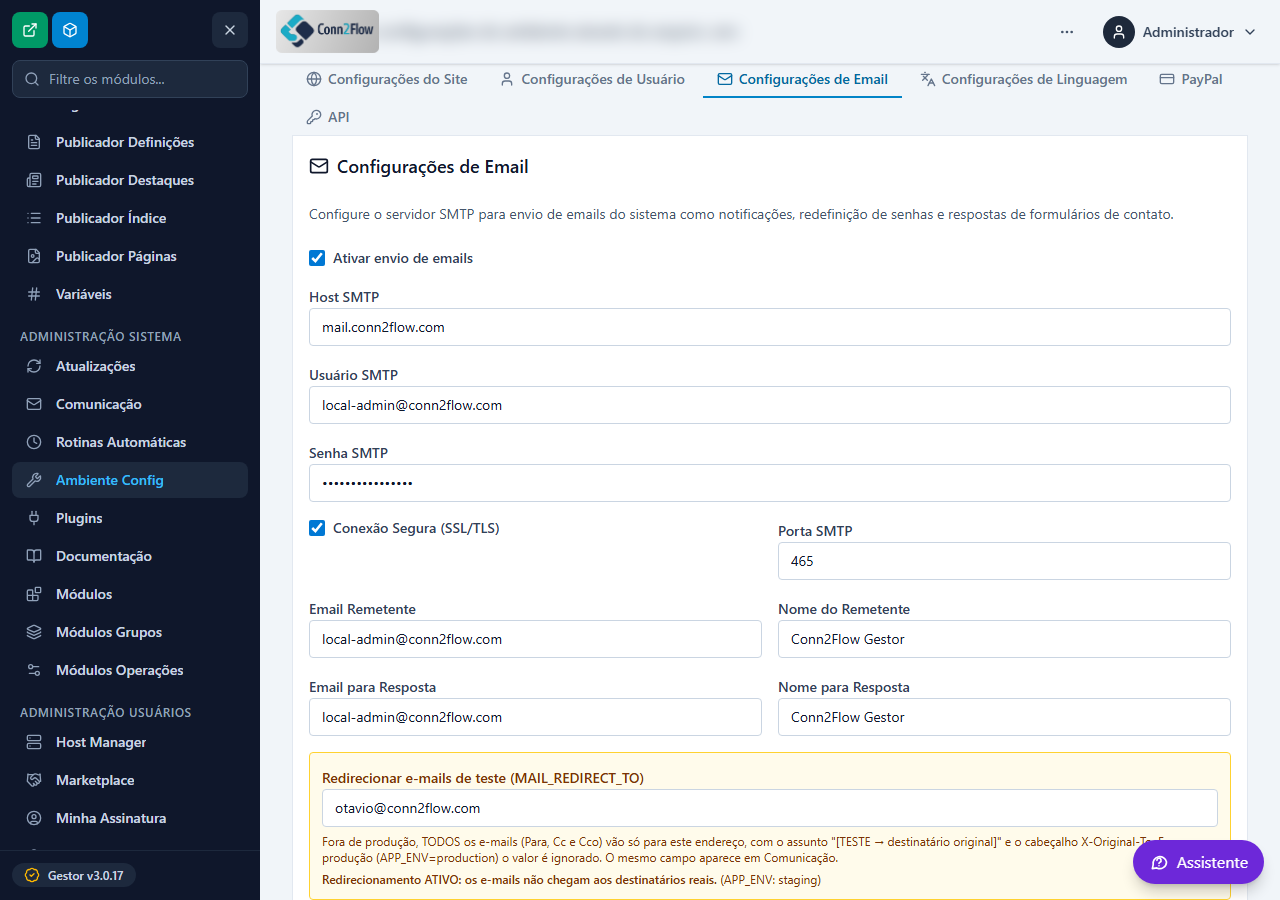 Filtre os módulos...
Publicador Definições
Publicador Destaques
Publicador Índice
Publicador Páginas
Variáveis
ADMINISTRAÇÃO SISTEMA
Atualizações
Comunicação
Rotinas Automáticas
Ambiente Config
Plugins
Documentação
Módulos
Módulos Grupos
Módulos Operações
ADMINISTRAÇÃO USUÁRIOS
Host Manager
Marketplace
Minha Assinatura
Gestor v3.0.17
Conn2Flow
Administrador
Configurações do Site
Configurações de Usuário
Configurações de Email
Configurações de Linguagem
PayPal
API
Configurações de Email
Configure o servidor SMTP para envio de emails do sistema como notificações, redefinição de senhas e respostas de formulários de contato.
Ativar envio de emails
Host SMTP
mail.conn2flow.com
Usuário SMTP
local-admin@conn2flow.com
Senha SMTP
••••••••••••••••
Conexão Segura (SSL/TLS)
Porta SMTP
465
Email Remetente
Nome do Remetente
local-admin@conn2flow.com
Conn2Flow Gestor
Email para Resposta
Nome para Resposta
local-admin@conn2flow.com
Conn2Flow Gestor
Redirecionar e-mails de teste (MAIL_REDIRECT_TO)
otavio@conn2flow.com
Fora de produção, TODOS os e-mails (Para, Cc e Cco) vão só para este endereço, com o assunto "[TESTE → destinatário original]" e o cabeçalho
produção (APP_ENV=production) o valor é ignorado. O mesmo campo aparece em Comunicação.
Redirecionamento ATIVO: os e-mails não chegam aos destinatários reais. (APP_ENV: staging)
Assistente